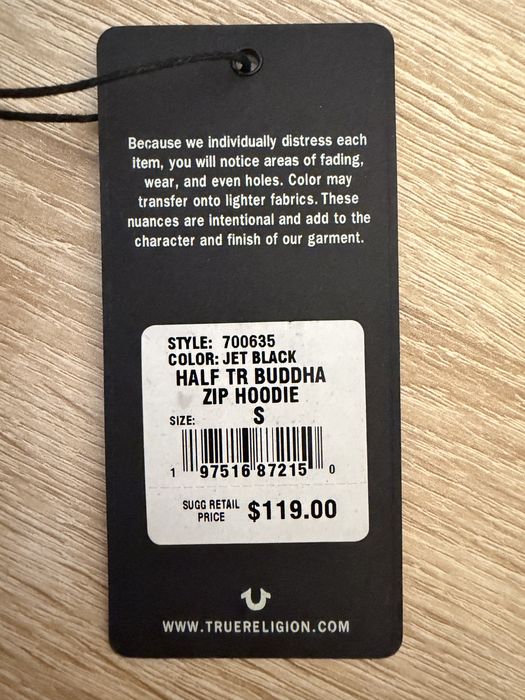 Because we individually distress each
item, you will notice areas of fading,
wear, and even holes. Color may
transfer onto lighter fabrics. These
nuances are intentional and add to the
character and finish of our garment.
STYLE: 700635
COLOR: JET BLACK
HALF TR BUDDHA
ZIP HOODIE
SIZE: S
1 97516 87215 0
SUGG RETAIL
PRICE $119.00
WWW.TRUERELIGION.COM